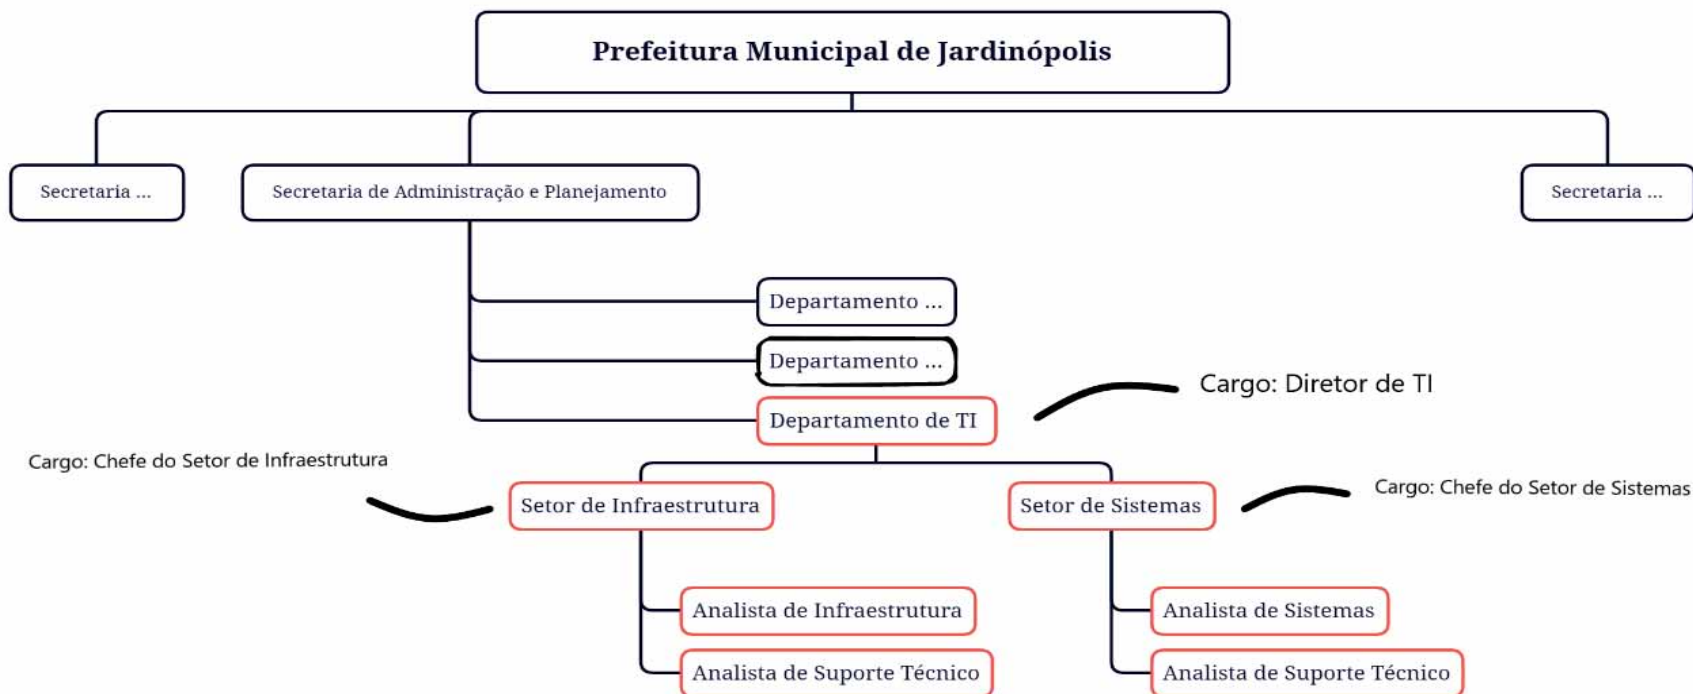 Prefeitura Municipal de Jardinópolis
Secretaria ...
Secretaria de Administração e Planejamento
Secretaria ...
Departamento ...
Departamento ...
Cargo: Diretor de TI
Departamento de TI
Cargo: Chefe do Setor de Infraestrutura
Setor de Infraestrutura
Setor de Sistemas
Cargo: Chefe do Setor de Sistemas
Analista de Infraestrutura
Analista de Sistemas
Analista de Suporte Técnico
Analista de Suporte Técnico